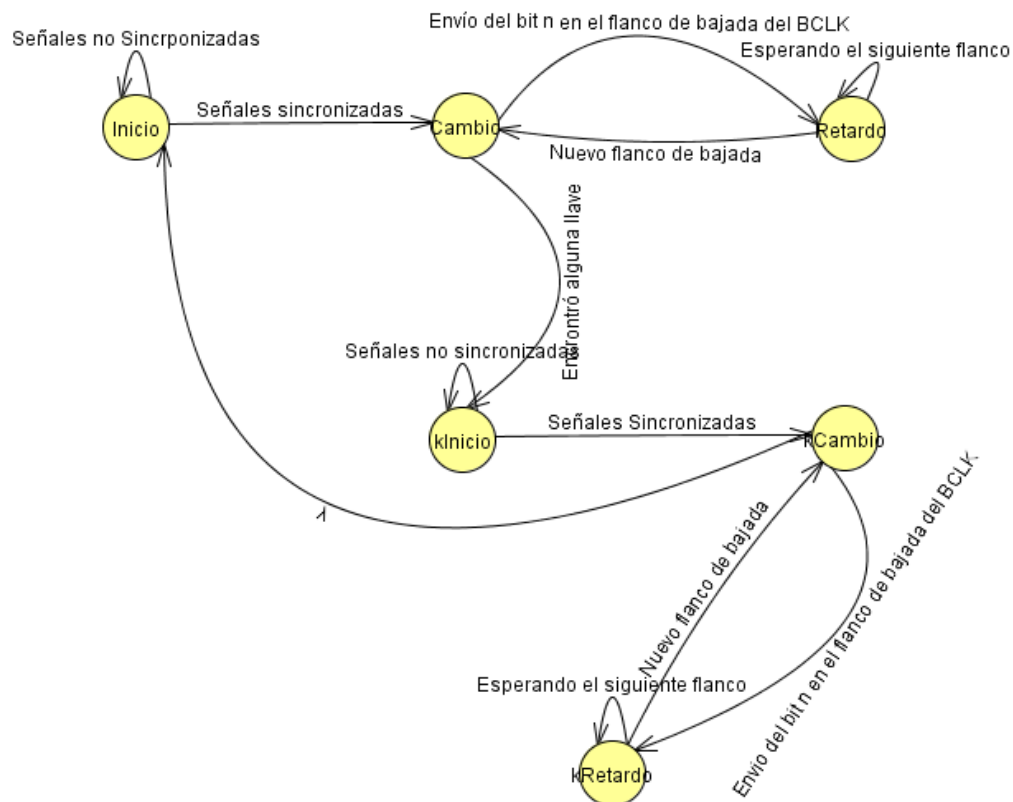 Envío del bit n en el flanco de bajada del BCLK
Señales no Sincrponizadas
Esperando el siguiente flanco
Señales sincronizadas
Inicio
Cambio
Retardo
Nuevo flanco de bajada
Encrontró alguna llave
Señales no sincronizadas
Señales Sincronizadas
kInicio
kCambio
λ
Nuevo flanco de bajada
Envio del bit n en el flanco de bajada del BCLK
Esperando el siguiente flanco
kRetardo